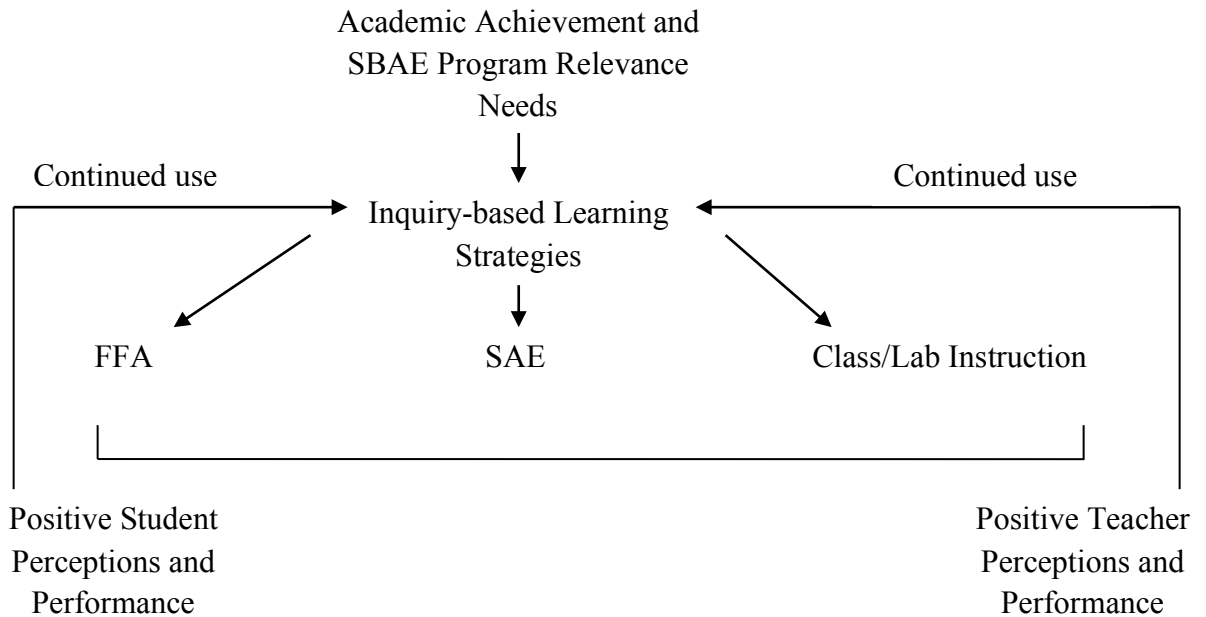 Academic Achievement and
SBAE Program Relevance
Needs
Continued use
Continued use
Inquiry-based Learning
Strategies
FFA
SAE
Class/Lab Instruction
Positive Student
Perceptions and
Performance
Positive Teacher
Perceptions and
Performance